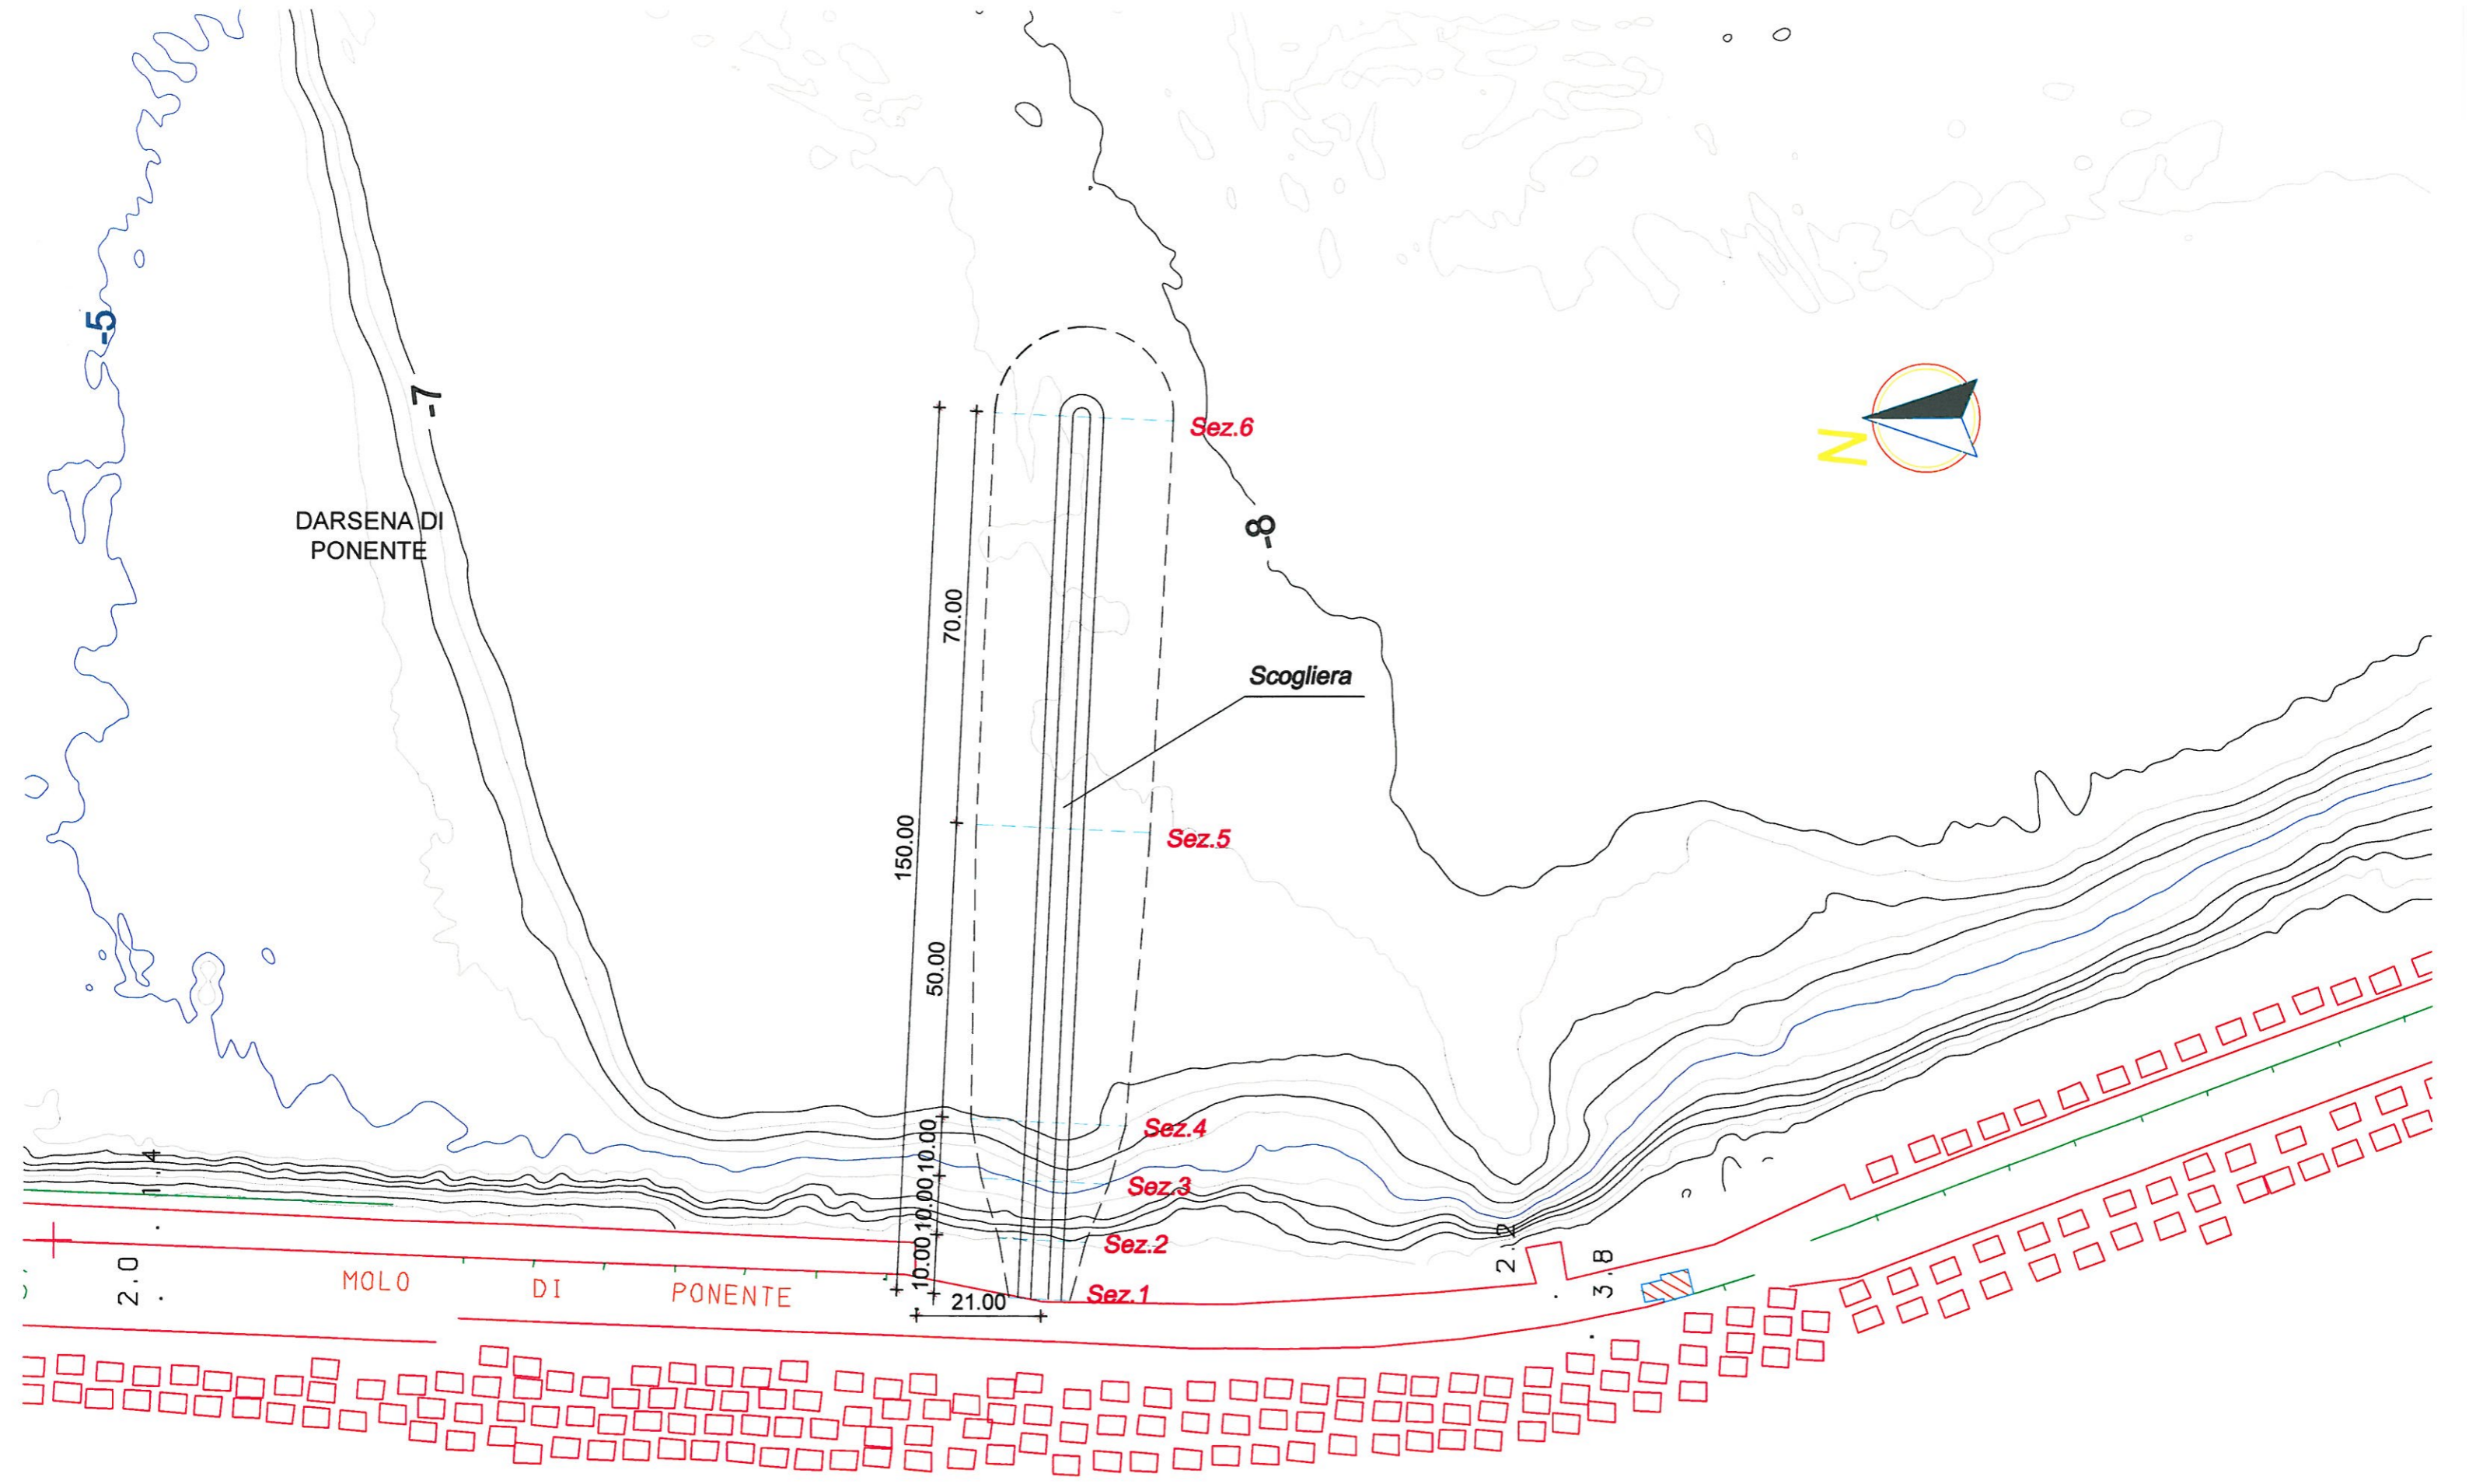 -5
-7
Sez.6
N
DARSENA DI
PONENTE
-8
70.00
Scogliera
150.00
Sez.5
50.00
10.00
Sez.4
1.4
10.00
Sez.3
2.2
Sez.2
10.00
3.8
2.0
MOLO DI PONENTE
21.00
Sez.1